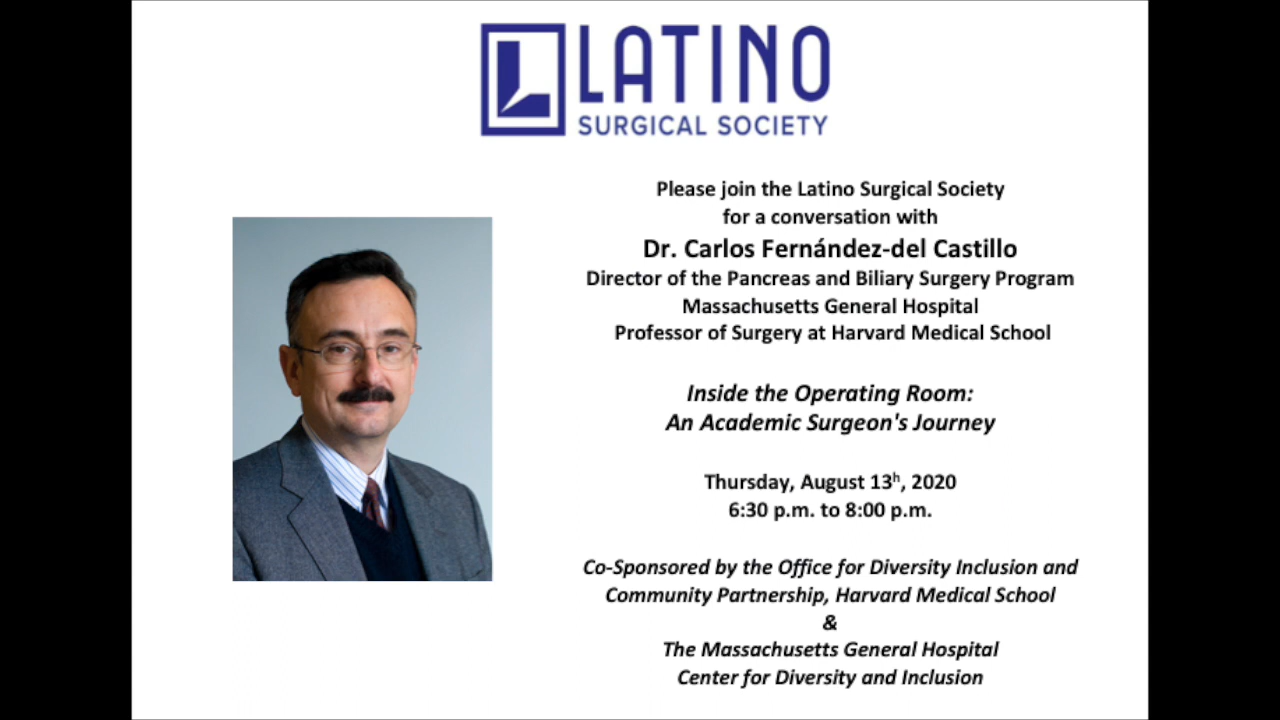 LATINO
SURGICAL SOCIETY
Please join the Latino Surgical Society
for a conversation with
Dr. Carlos Fernández-del Castillo
Director of the Pancreas and Biliary Surgery Program
Massachusetts General Hospital
Professor of Surgery at Harvard Medical School
Inside the Operating Room:
An Academic Surgeon's Journey
Thursday, August 13ʰ, 2020
6:30 p.m. to 8:00 p.m.
Co-Sponsored by the Office for Diversity Inclusion and
Community Partnership, Harvard Medical School
&
The Massachusetts General Hospital
Center for Diversity and Inclusion